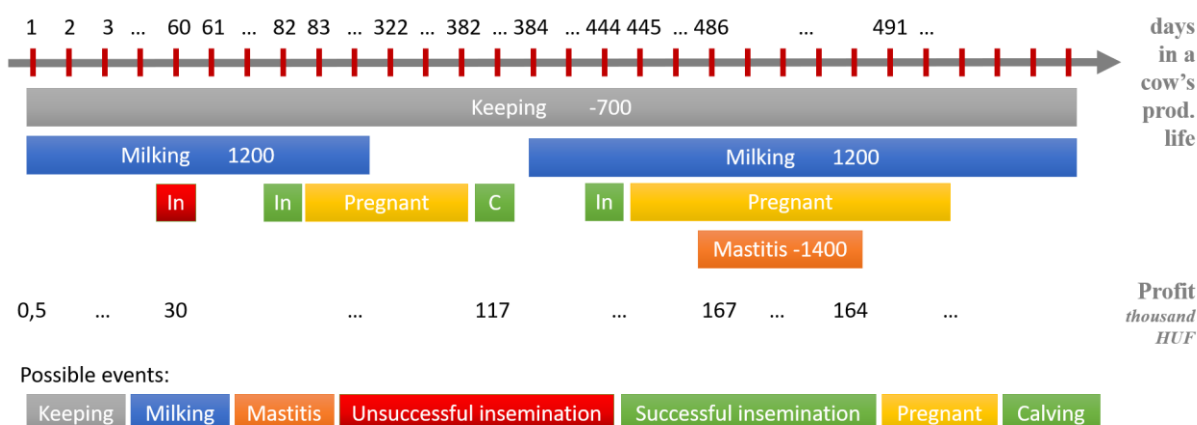 1 2 3 ... 60 61 ... 82 83 ... 322 ... 382 ... 384 ... 444 445 ... 486 ... 491 ...
days
in a
cow's
prod.
life
Keeping -700
Milking 1200 Milking 1200
In In Pregnant C In Pregnant
Mastitis -1400
0,5 ... 30 ... 117 ... 167 ... 164 ...
Profit
thousand
HUF
Possible events:
Keeping Milking Mastitis Unsuccessful insemination Successful insemination Pregnant Calving